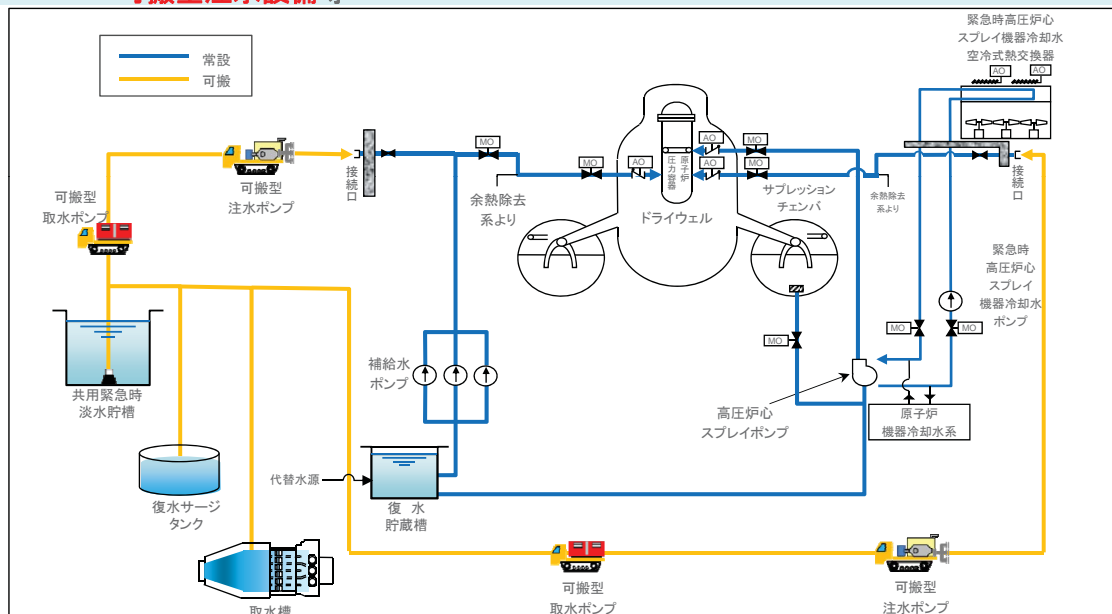 可搬型注水設備等
常設
可搬
緊急時高圧炉心
スプレイ機器冷却水
空冷式熱交換器
AO
AO
可搬型
注水ポンプ
接続口
MO
MO
AO
原子炉
圧力容器
AO
MO
AO
MO
接続口
可搬型
取水ポンプ
余熱除去
系より
ドライウェル
サプレッション
チェンバ
余熱除去
系より
緊急時
高圧炉心
スプレイ
機器冷却水
ポンプ
MO
MO
MO
共用緊急時
淡水貯槽
補給水
ポンプ
高圧炉心
スプレイポンプ
原子炉
機器冷却水系
代替水源
復水
貯蔵槽
復水サージ
タンク
取水槽
可搬型
取水ポンプ
可搬型
注水ポンプ